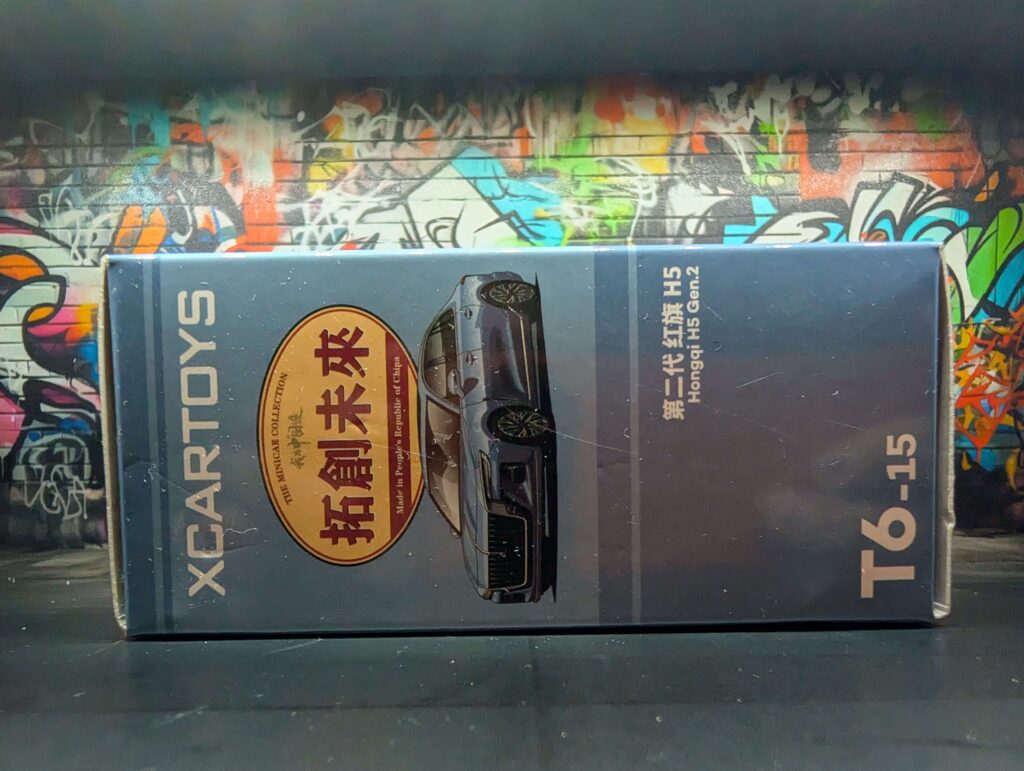 XCARTOYS
THE MINICAR COLLECTION
拓創未來
Made in People's Republic of China
第二代 红旗 H5
Hongqi H5 Gen.2
T6-15